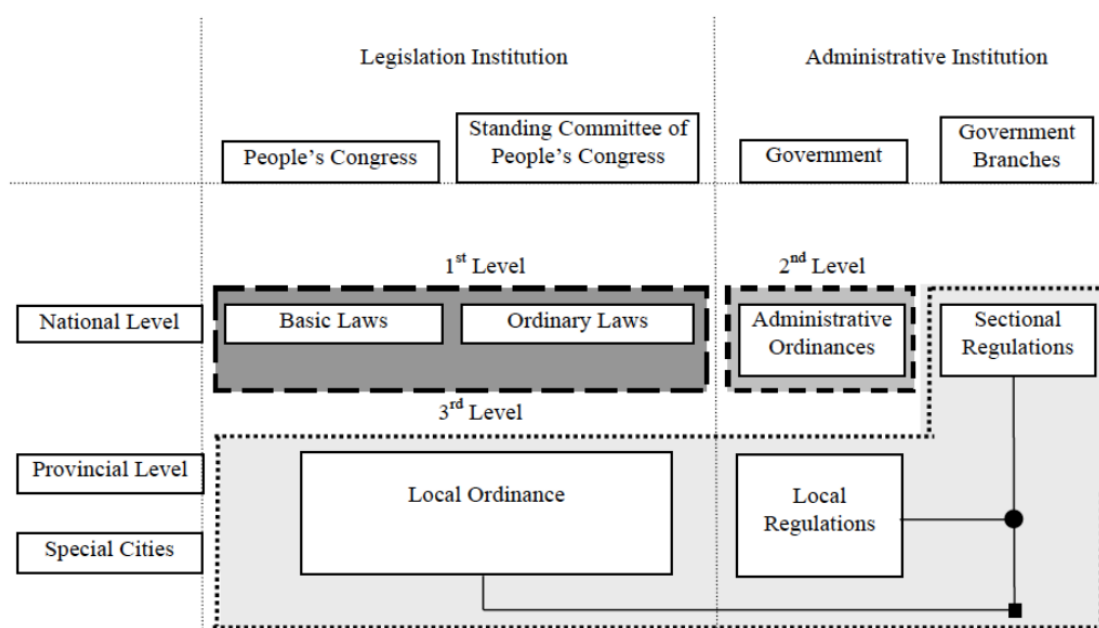 Legislation Institution
Administrative Institution
People's Congress
Standing Committee of
People's Congress
Government
Government
Branches
1st Level
2nd Level
National Level
Basic Laws
Ordinary Laws
Administrative
Ordinances
Sectional
Regulations
3rd Level
Provincial Level
Local Ordinance
Local
Regulations
Special Cities